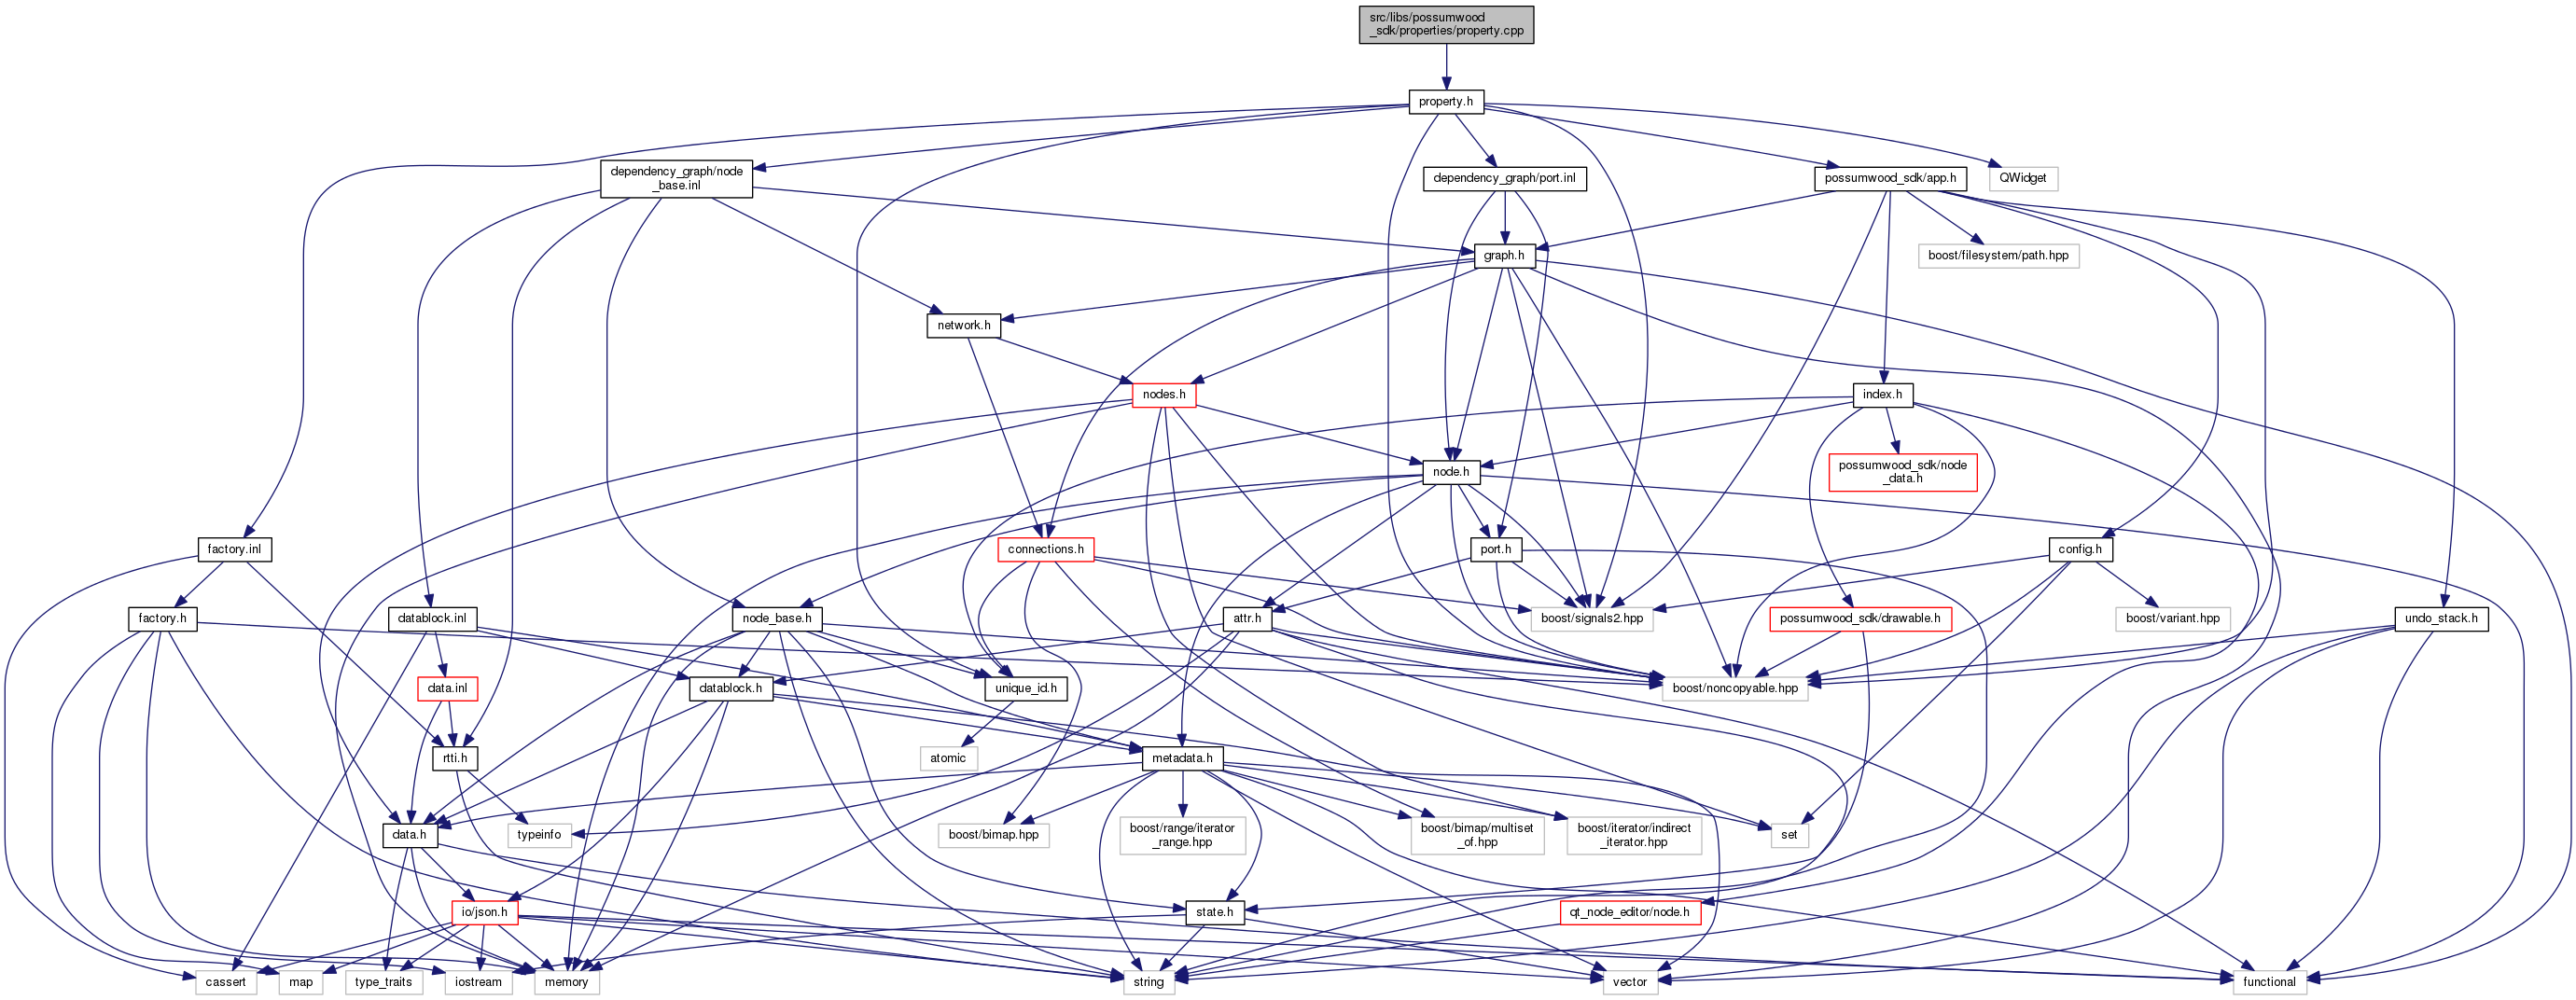 src/libs/possumwood
_sdk/properties/property.cpp
property.h
dependency_graph/node
_base.inl
dependency_graph/port.inl
possumwood_sdk/app.h
QWidget
graph.h
boost/filesystem/path.hpp
network.h
nodes.h
index.h
node.h
possumwood_sdk/node
_data.h
factory.inl
connections.h
port.h
config.h
factory.h
datablock.inl
node_base.h
attr.h
boost/signals2.hpp
possumwood_sdk/drawable.h
boost/variant.hpp
undo_stack.h
data.inl
datablock.h
unique_id.h
boost/noncopyable.hpp
rtti.h
atomic
metadata.h
data.h
typeinfo
boost/bimap.hpp
boost/range/iterator
_range.hpp
boost/bimap/multiset
_of.hpp
boost/iterator/indirect
_iterator.hpp
set
io/json.h
state.h
qt_node_editor/node.h
cassert
map
type_traits
iostream
memory
string
vector
functional